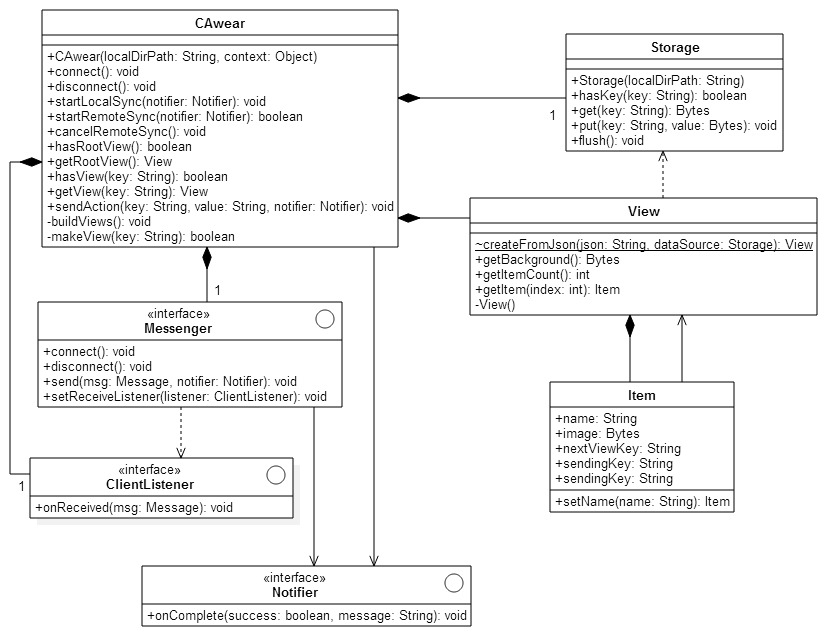 CAwear
+CAwear(localDirPath: String, context: Object)
+connect(): void
+disconnect(): void
+startLocalSync(notifier: Notifier): void
+startRemoteSync(notifier: Notifier): boolean
+cancelRemoteSync(): void
+hasRootView(): boolean
+getRootView(): View
+hasView(key: String): boolean
+getView(key: String): View
+sendAction(key: String, value: String, notifier: Notifier): void
-buildViews(): void
-makeView(key: String): boolean
Storage
+Storage(localDirPath: String)
+hasKey(key: String): boolean
+get(key: String): Bytes
+put(key: String, value: Bytes): void
+flush(): void
1
View
~createFromJson(json: String, dataSource: Storage): View
+getBackground(): Bytes
+getItemCount(): int
+getItem(index: int): Item
-View()
1
«interface»
Messenger
+connect(): void
+disconnect(): void
+send(msg: Message, notifier: Notifier): void
+setReceiveListener(listener: ClientListener): void
Item
+name: String
+image: Bytes
+nextViewKey: String
+sendingKey: String
+sendingKey: String
+setName(name: String): Item
1
«interface»
ClientListener
+onReceived(msg: Message): void
«interface»
Notifier
+onComplete(success: boolean, message: String): void